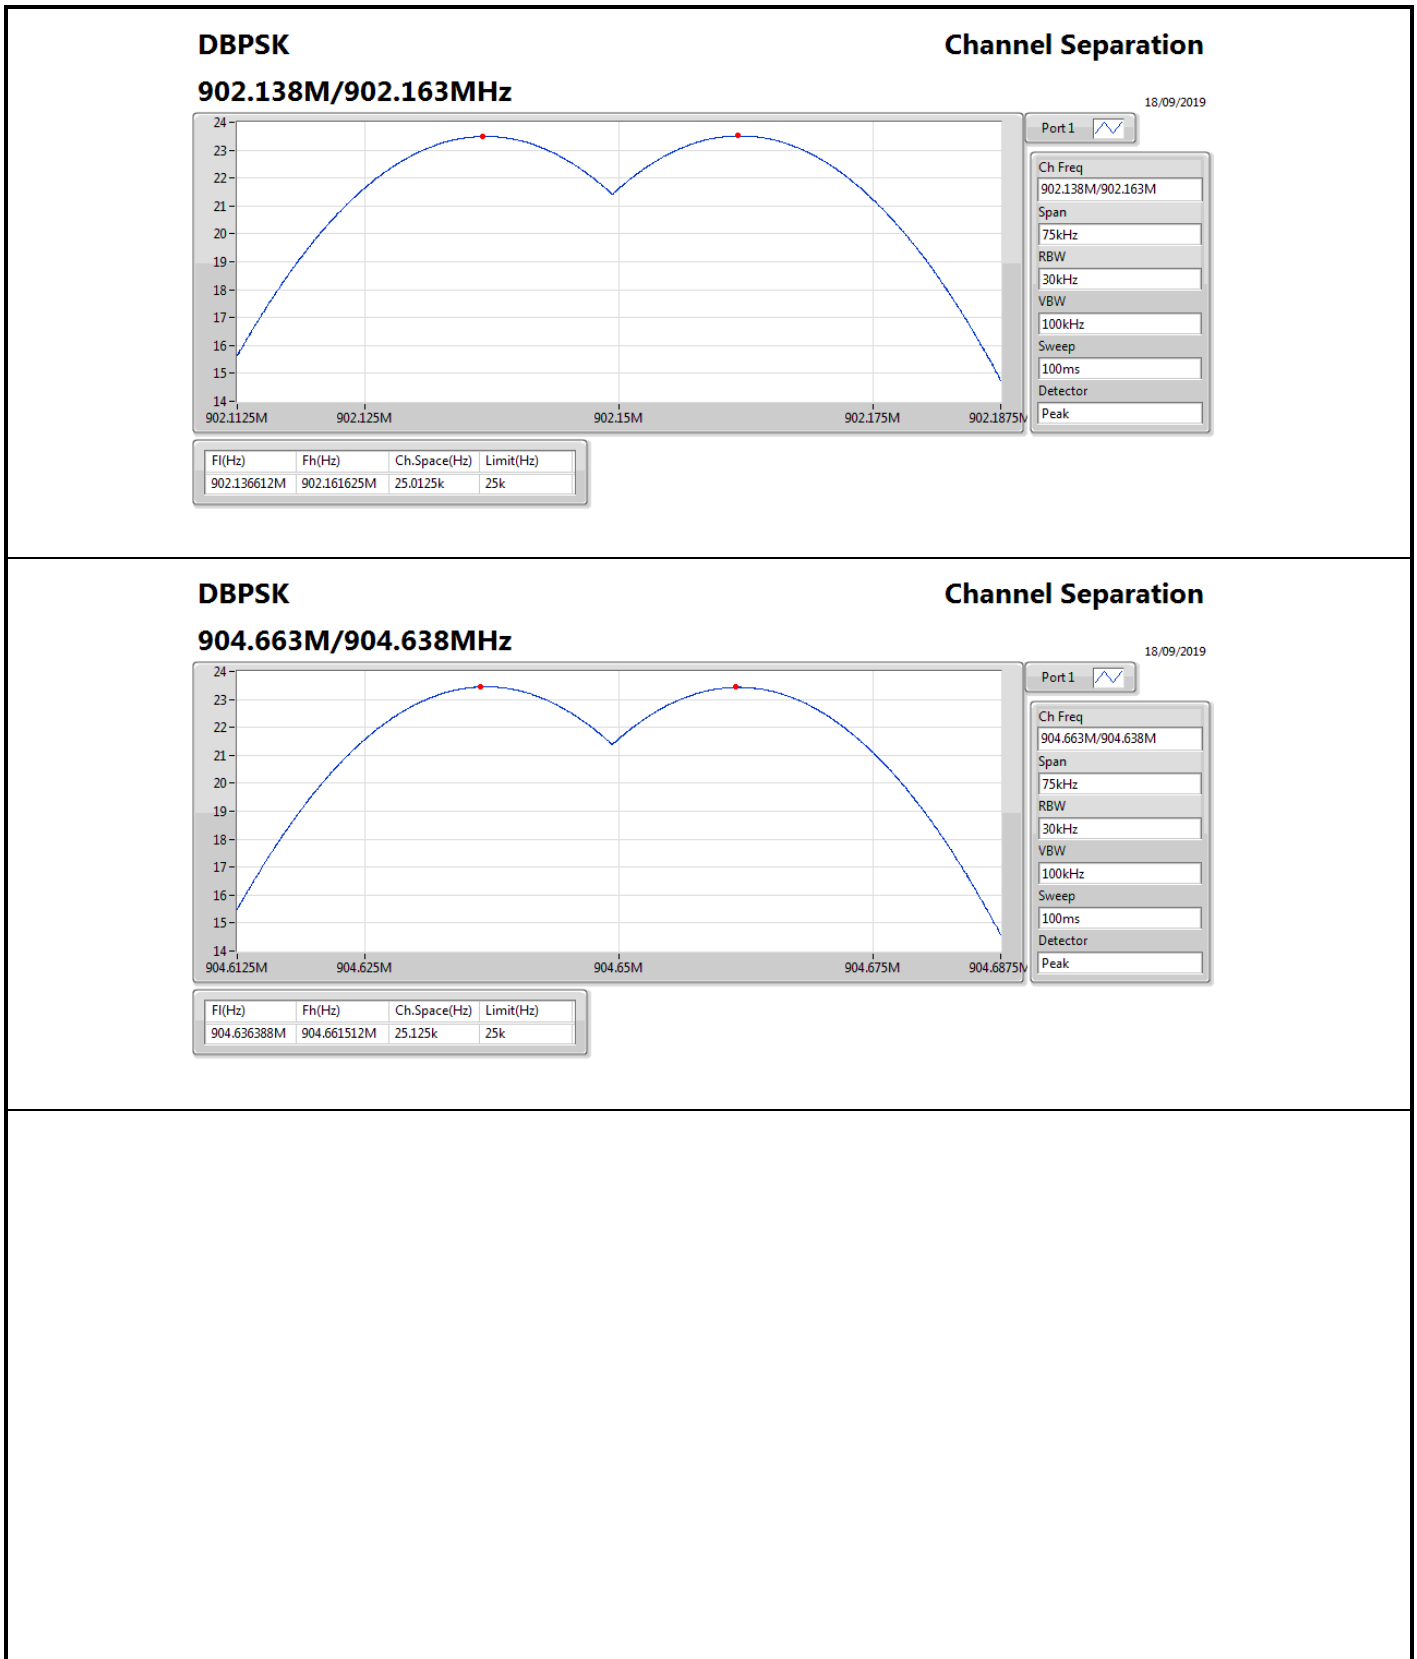 DBPSK
Channel Separation
902.138M/902.163MHz
18/09/2019
24
23
22
21
20
19
18
17
16
15
14
902.1125M 902.125M 902.15M 902.175M 902.1875M
Port 1
Ch Freq
902.138M/902.163M
Span
75kHz
RBW
30kHz
VBW
100kHz
Sweep
100ms
Detector
Peak
Fl(Hz) Fh(Hz) Ch.Space(Hz) Limit(Hz)
902.136612M 902.161625M 25.0125k 25k
DBPSK
Channel Separation
904.663M/904.638MHz
18/09/2019
24
23
22
21
20
19
18
17
16
15
14
904.6125M 904.625M 904.65M 904.675M 904.6875M
Port 1
Ch Freq
904.663M/904.638M
Span
75kHz
RBW
30kHz
VBW
100kHz
Sweep
100ms
Detector
Peak
Fl(Hz) Fh(Hz) Ch.Space(Hz) Limit(Hz)
904.636388M 904.661512M 25.125k 25k